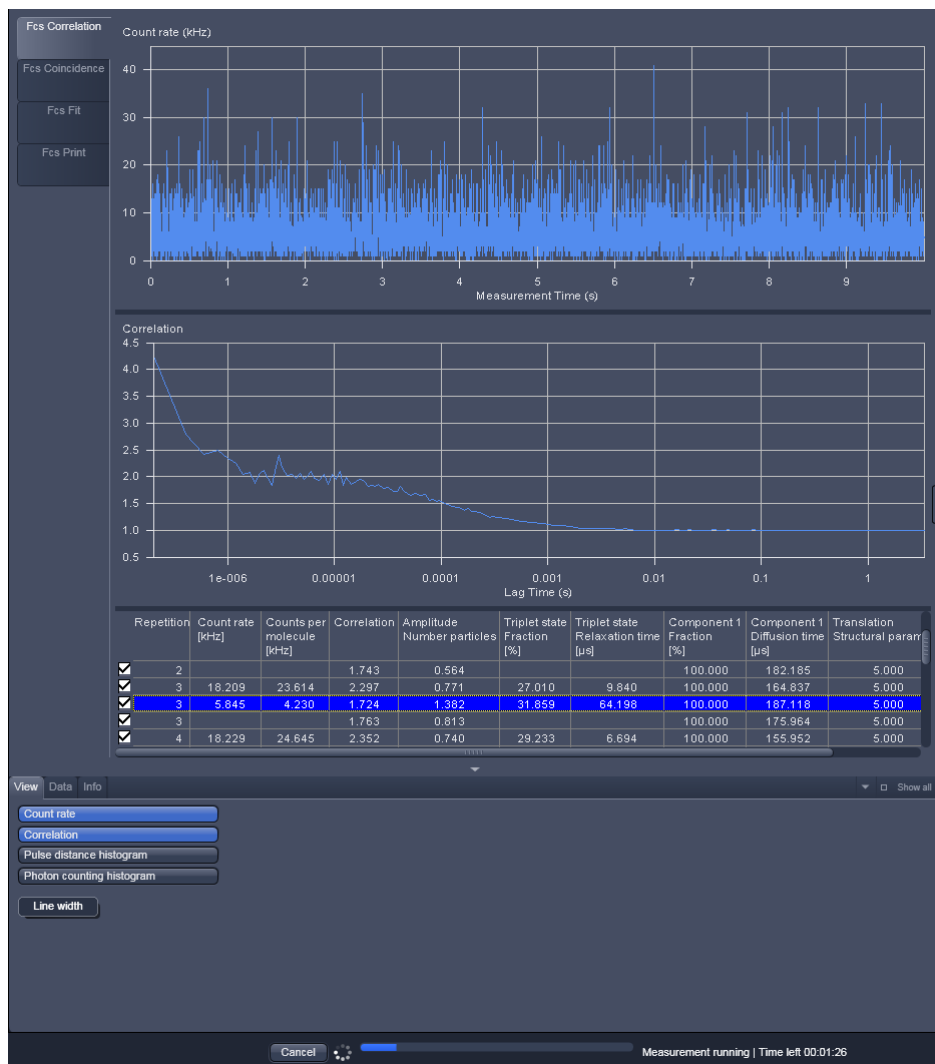 Fcs Correlation
Fcs Coincidence
Fcs Fit
Fcs Print
Count rate (kHz)
40
30
20
10
0
0 1 2 3 4 5 6 7 8 9
Measurement Time (s)
Correlation
4.5
4.0
3.5
3.0
2.5
2.0
1.5
1.0
0.5
1e-006 0.00001 0.0001 0.001 0.01 0.1 1
Lag Time (s)
Repetition Count rate Counts per Correlation Amplitude Triplet state Triplet state Component 1 Component 1 Translation
[kHz] molecule Number particles Fraction Relaxation time Fraction Diffusion time Structural param
[kHz] [%] [µs] [%] [µs]
2 1.743 0.564 100.000 182.185 5.000
3 18.209 23.614 2.297 0.771 27.010 9.840 100.000 164.837 5.000
3 5.845 4.230 1.724 1.382 31.859 64.198 100.000 187.118 5.000
3 1.763 0.813 100.000 175.964 5.000
4 18.229 24.645 2.352 0.740 29.233 6.694 100.000 155.952 5.000
View Data Info Show all
Count rate
Correlation
Pulse distance histogram
Photon counting histogram
Line width
Cancel Measurement running | Time left 00:01:26